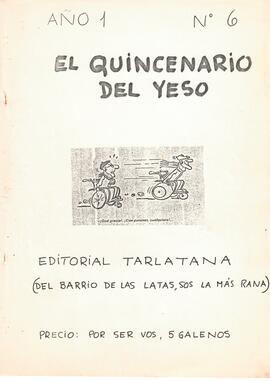 AÑO 1 Nº 6
EL QUINCENARIO
DEL YESO
EDITORIAL TARLATANA
(DEL BARRIO DE LAS LATAS, SOS LA MÁS RANA)
PRECIO: POR SER VOS, 5 GALENOS